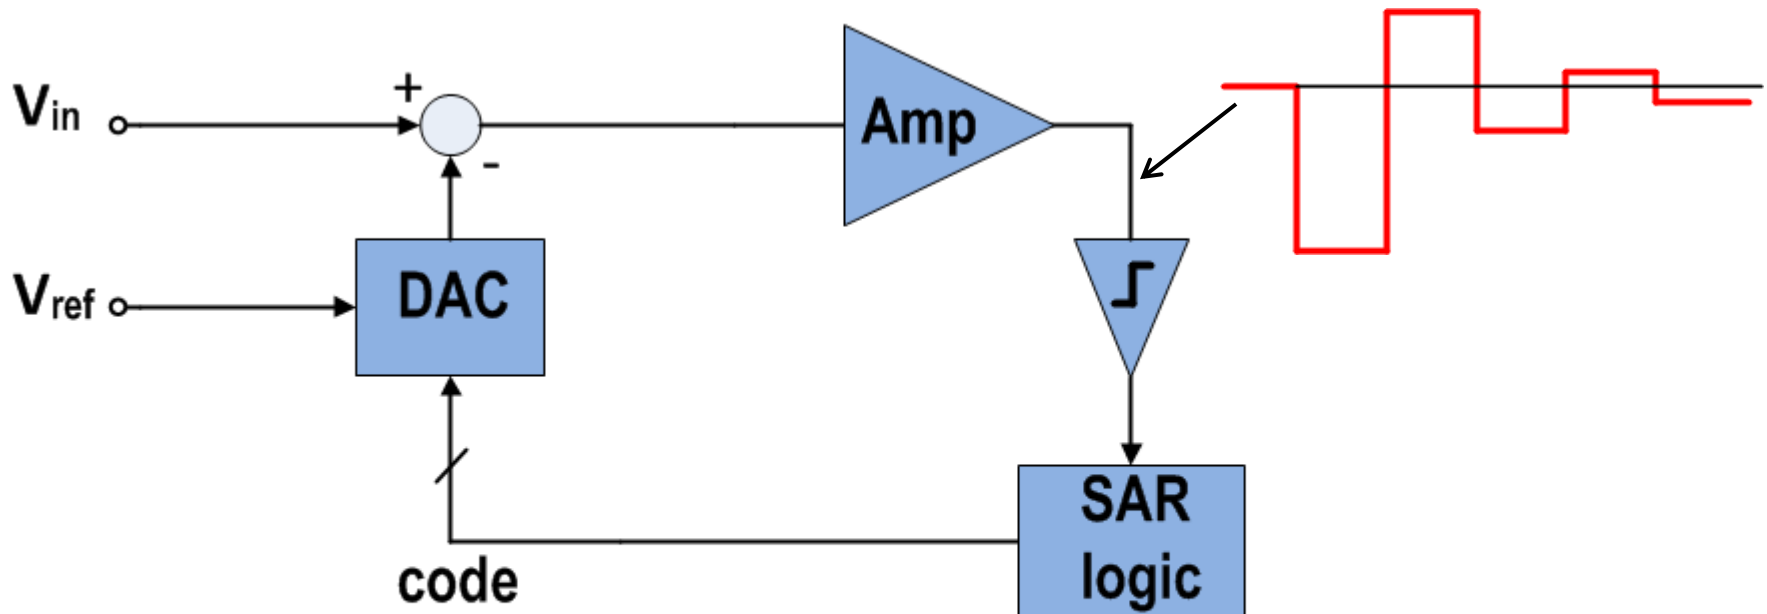 Vin
+
-
Amp
Vref
DAC
SAR
logic
code